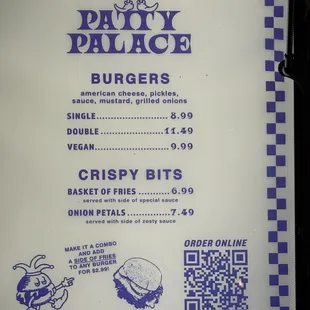 PATTY
PALACE
BURGERS
american cheese, pickles,
sauce, mustard, grilled onions
SINGLE.................. 8.99
DOUBLE................ 11.49
VEGAN.................. 9.99
CRISPY BITS
BASKET OF FRIES ......... 6.99
served with side of special sauce
ONION PETALS........... 7.49
served with side of zesty sauce
MAKE IT A COMBO
AND ADD
A SIDE OF FRIES
TO ANY BURGER
FOR $2.99!
ORDER ONLINE